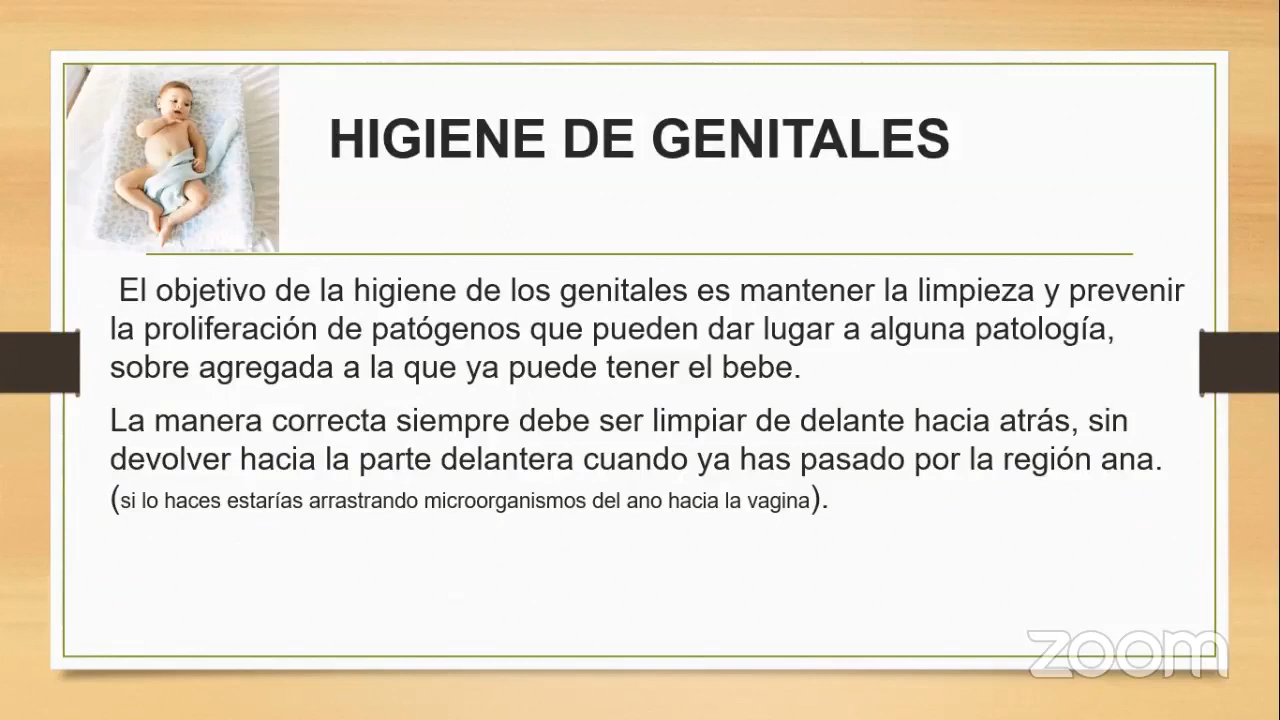 HIGIENE DE GENITALES
El objetivo de la higiene de los genitales es mantener la limpieza y prevenir
la proliferación de patógenos que pueden dar lugar a alguna patología,
sobre agregada a la que ya puede tener el bebe.
La manera correcta siempre debe ser limpiar de delante hacia atrás, sin
devolver hacia la parte delantera cuando ya has pasado por la región ana.
(si lo haces estarías arrastrando microorganismos del ano hacia la vagina).
zoom